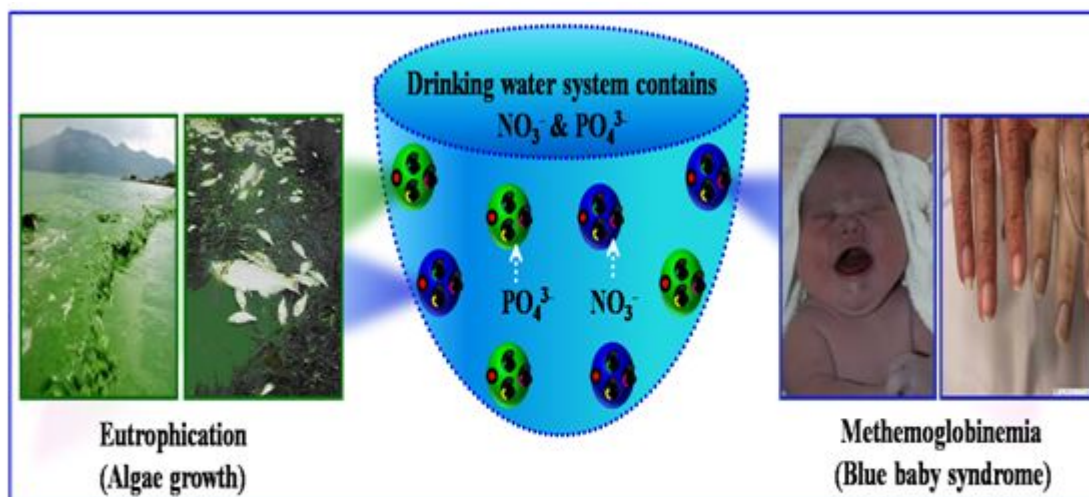 Drinking water system contains
NO₃⁻ & PO₄³⁻
PO₄³⁻
NO₃⁻
Eutrophication
(Algae growth)
Methemoglobinemia
(Blue baby syndrome)